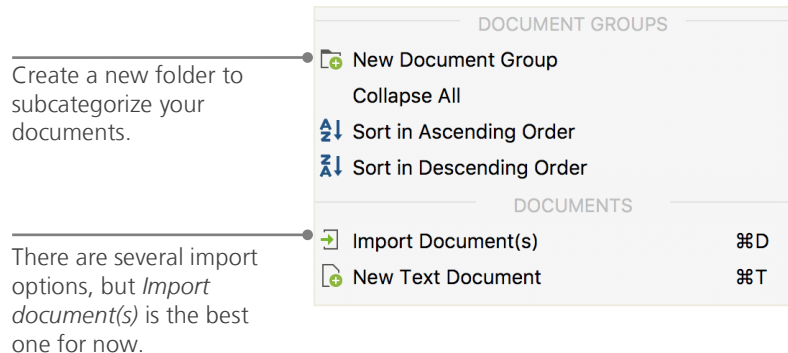 DOCUMENT GROUPS
New Document Group
Create a new folder to
subcategorize your
documents.
Collapse All
Sort in Ascending Order
Sort in Descending Order
DOCUMENTS
Import Document(s) ⌘D
There are several import
options, but Import
document(s) is the best
one for now.
New Text Document ⌘T